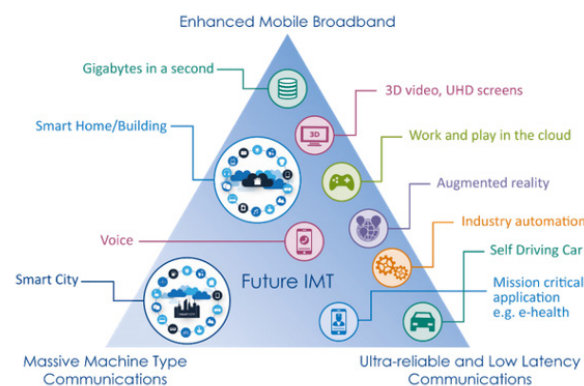 Enhanced Mobile Broadband
Gigabytes in a second
3D video, UHD screens
3D
Smart Home/Building
Work and play in the cloud
Augmented reality
Voice
Industry automation
Self Driving Car
Smart City
Future IMT
Mission critical
application
e.g. e-health
Massive Machine Type
Communications
Ultra-reliable and Low Latency
Communications